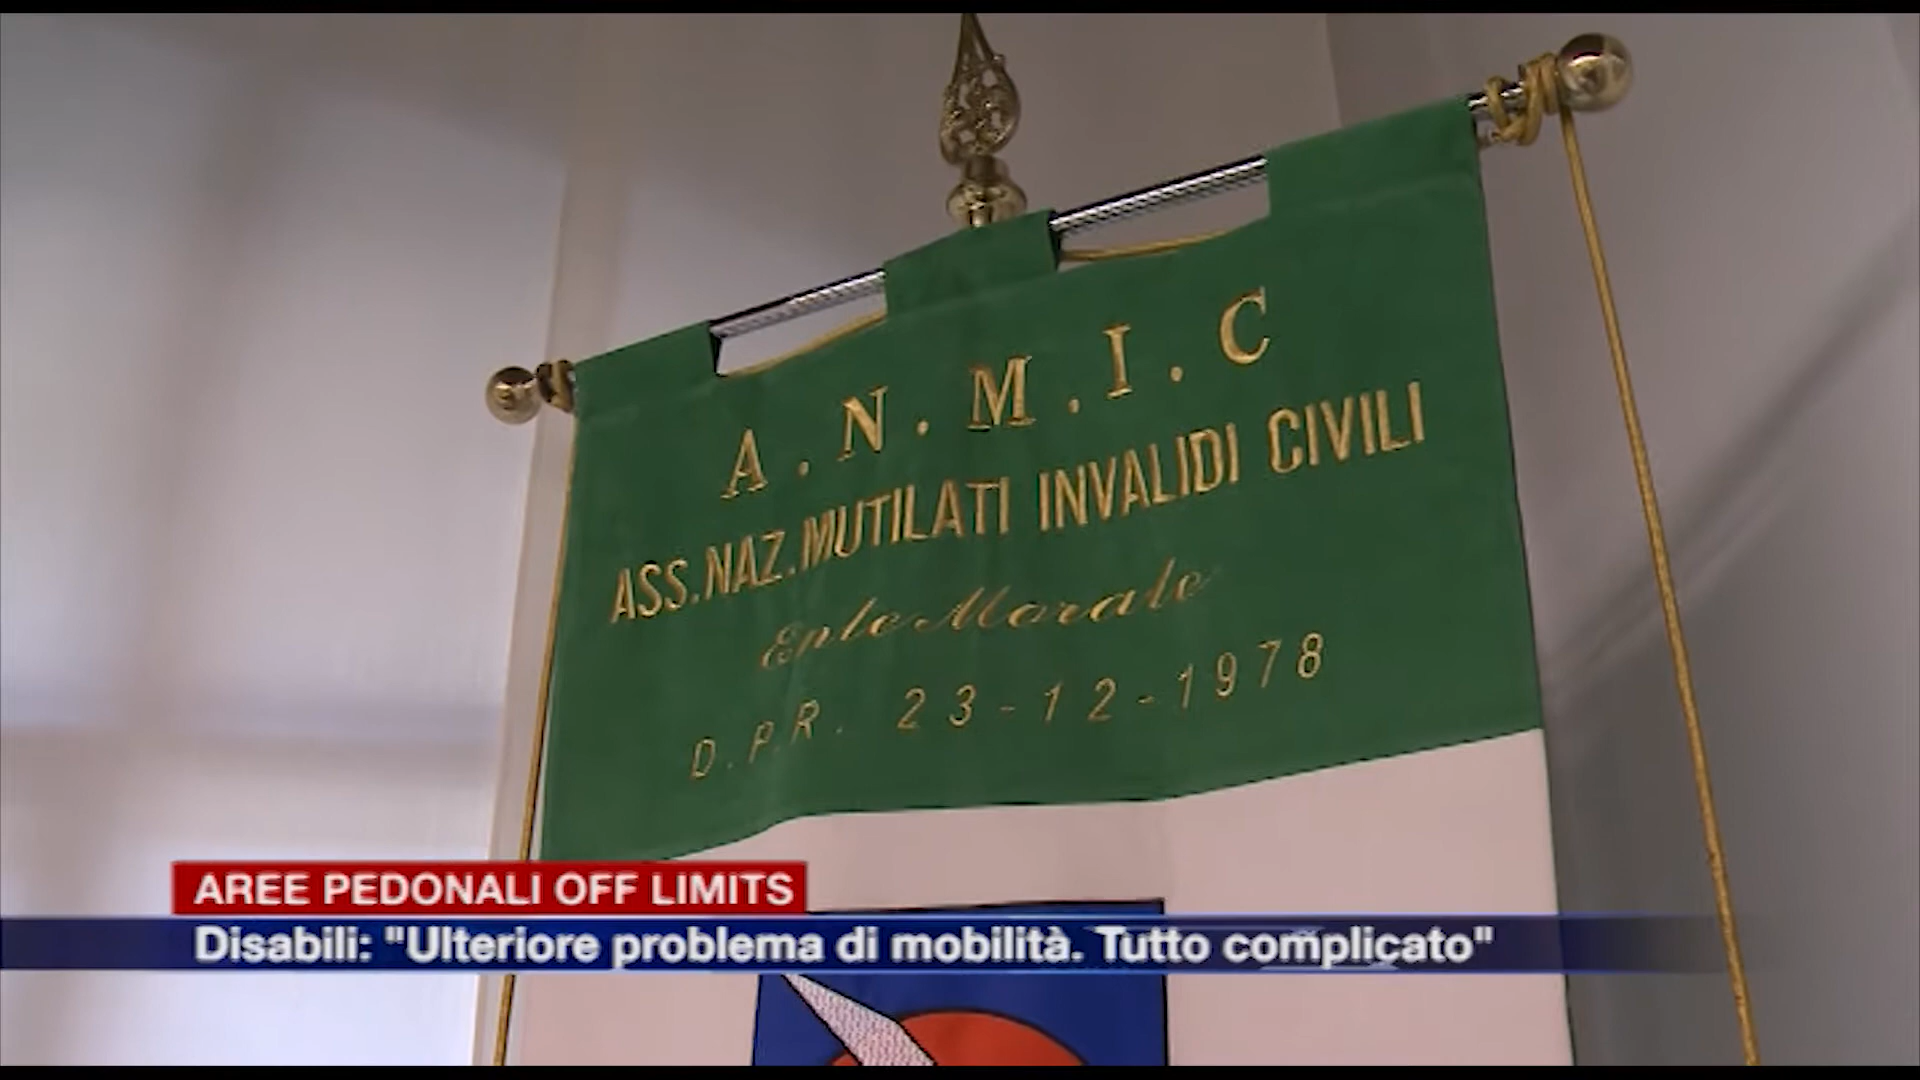 A.N.M.I.C
ASS.NAZ.MUTILATI INVALIDI CIVILI
Ente Morale
D.P.R. 23-12-1978
AREE PEDONALI OFF LIMITS
Disabili: "Ulteriore problema di mobilità. Tutto complicato"